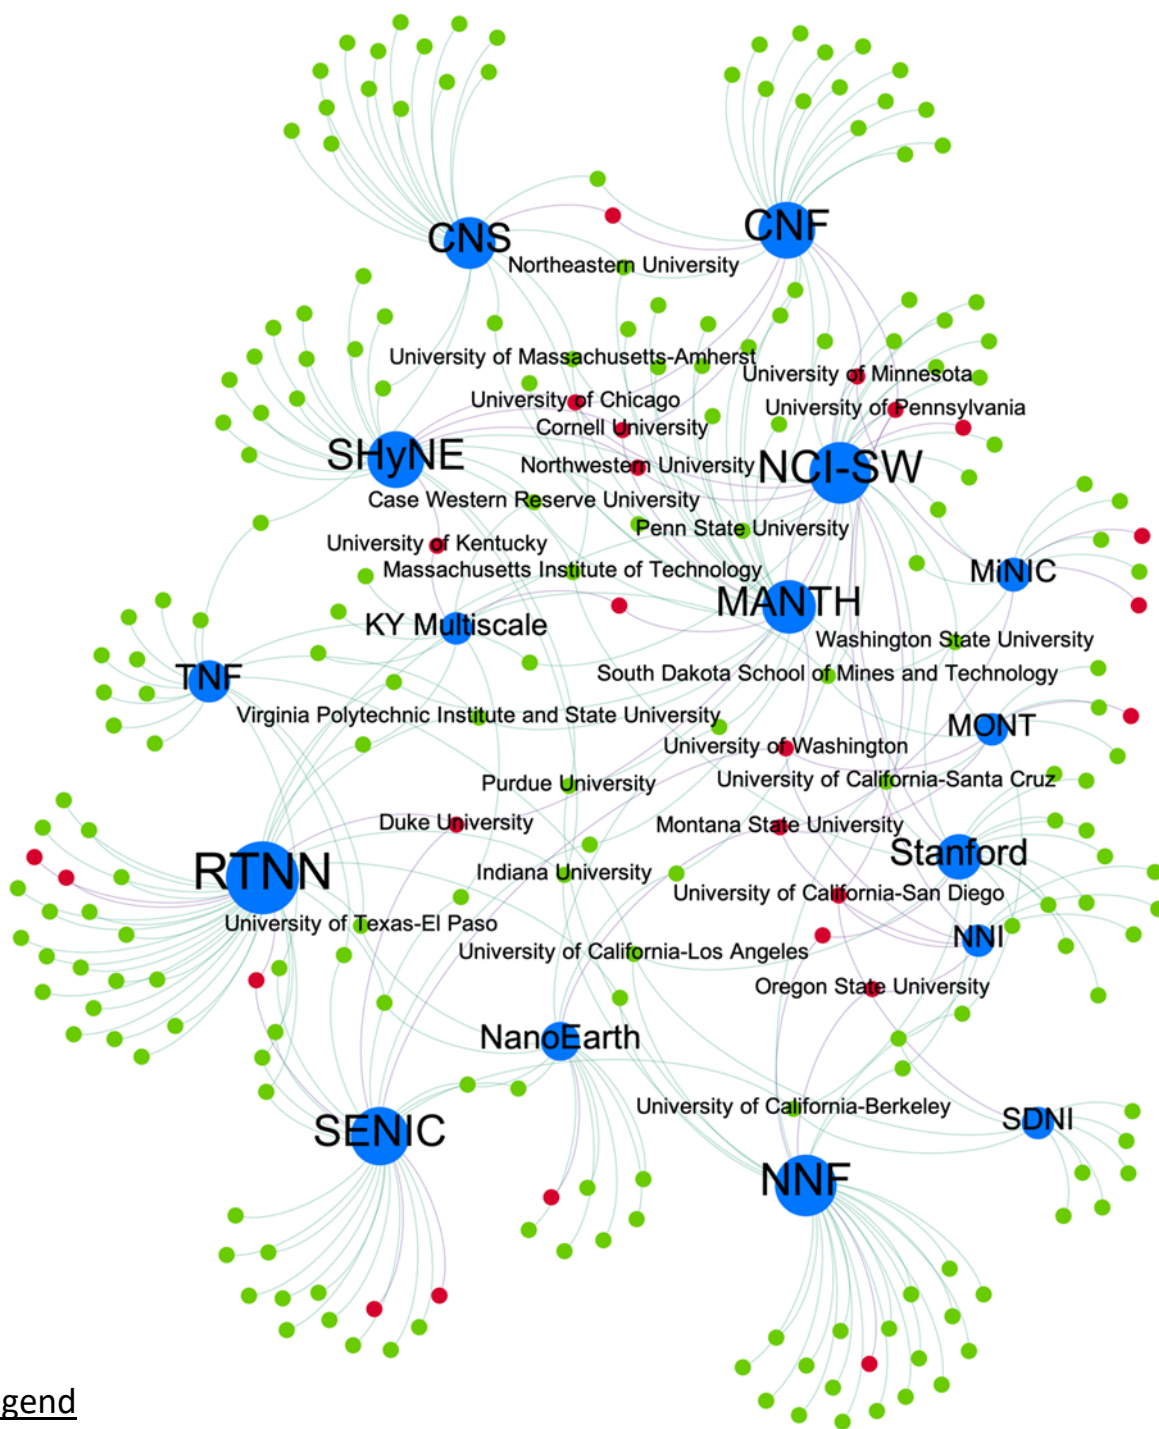 CNF
CNS
Northeastern University
University of Massachusetts-Amherst
University of Minnesota
University of Chicago
University of Pennsylvania
Cornell University
SHyNE
Northwestern University
NCI-SW
Case Western Reserve University
Penn State University
University of Kentucky
Massachusetts Institute of Technology
MiNIC
MANTH
KY Multiscale
Washington State University
South Dakota School of Mines and Technology
TNF
Virginia Polytechnic Institute and State University
MONT
University of Washington
Purdue University
University of California-Santa Cruz
Duke University
Montana State University
Stanford
RTNN
Indiana University
University of California-San Diego
University of Texas-El Paso
NNI
University of California-Los Angeles
Oregon State University
NanoEarth
University of California-Berkeley
SDNI
SENIC
NNF
gend